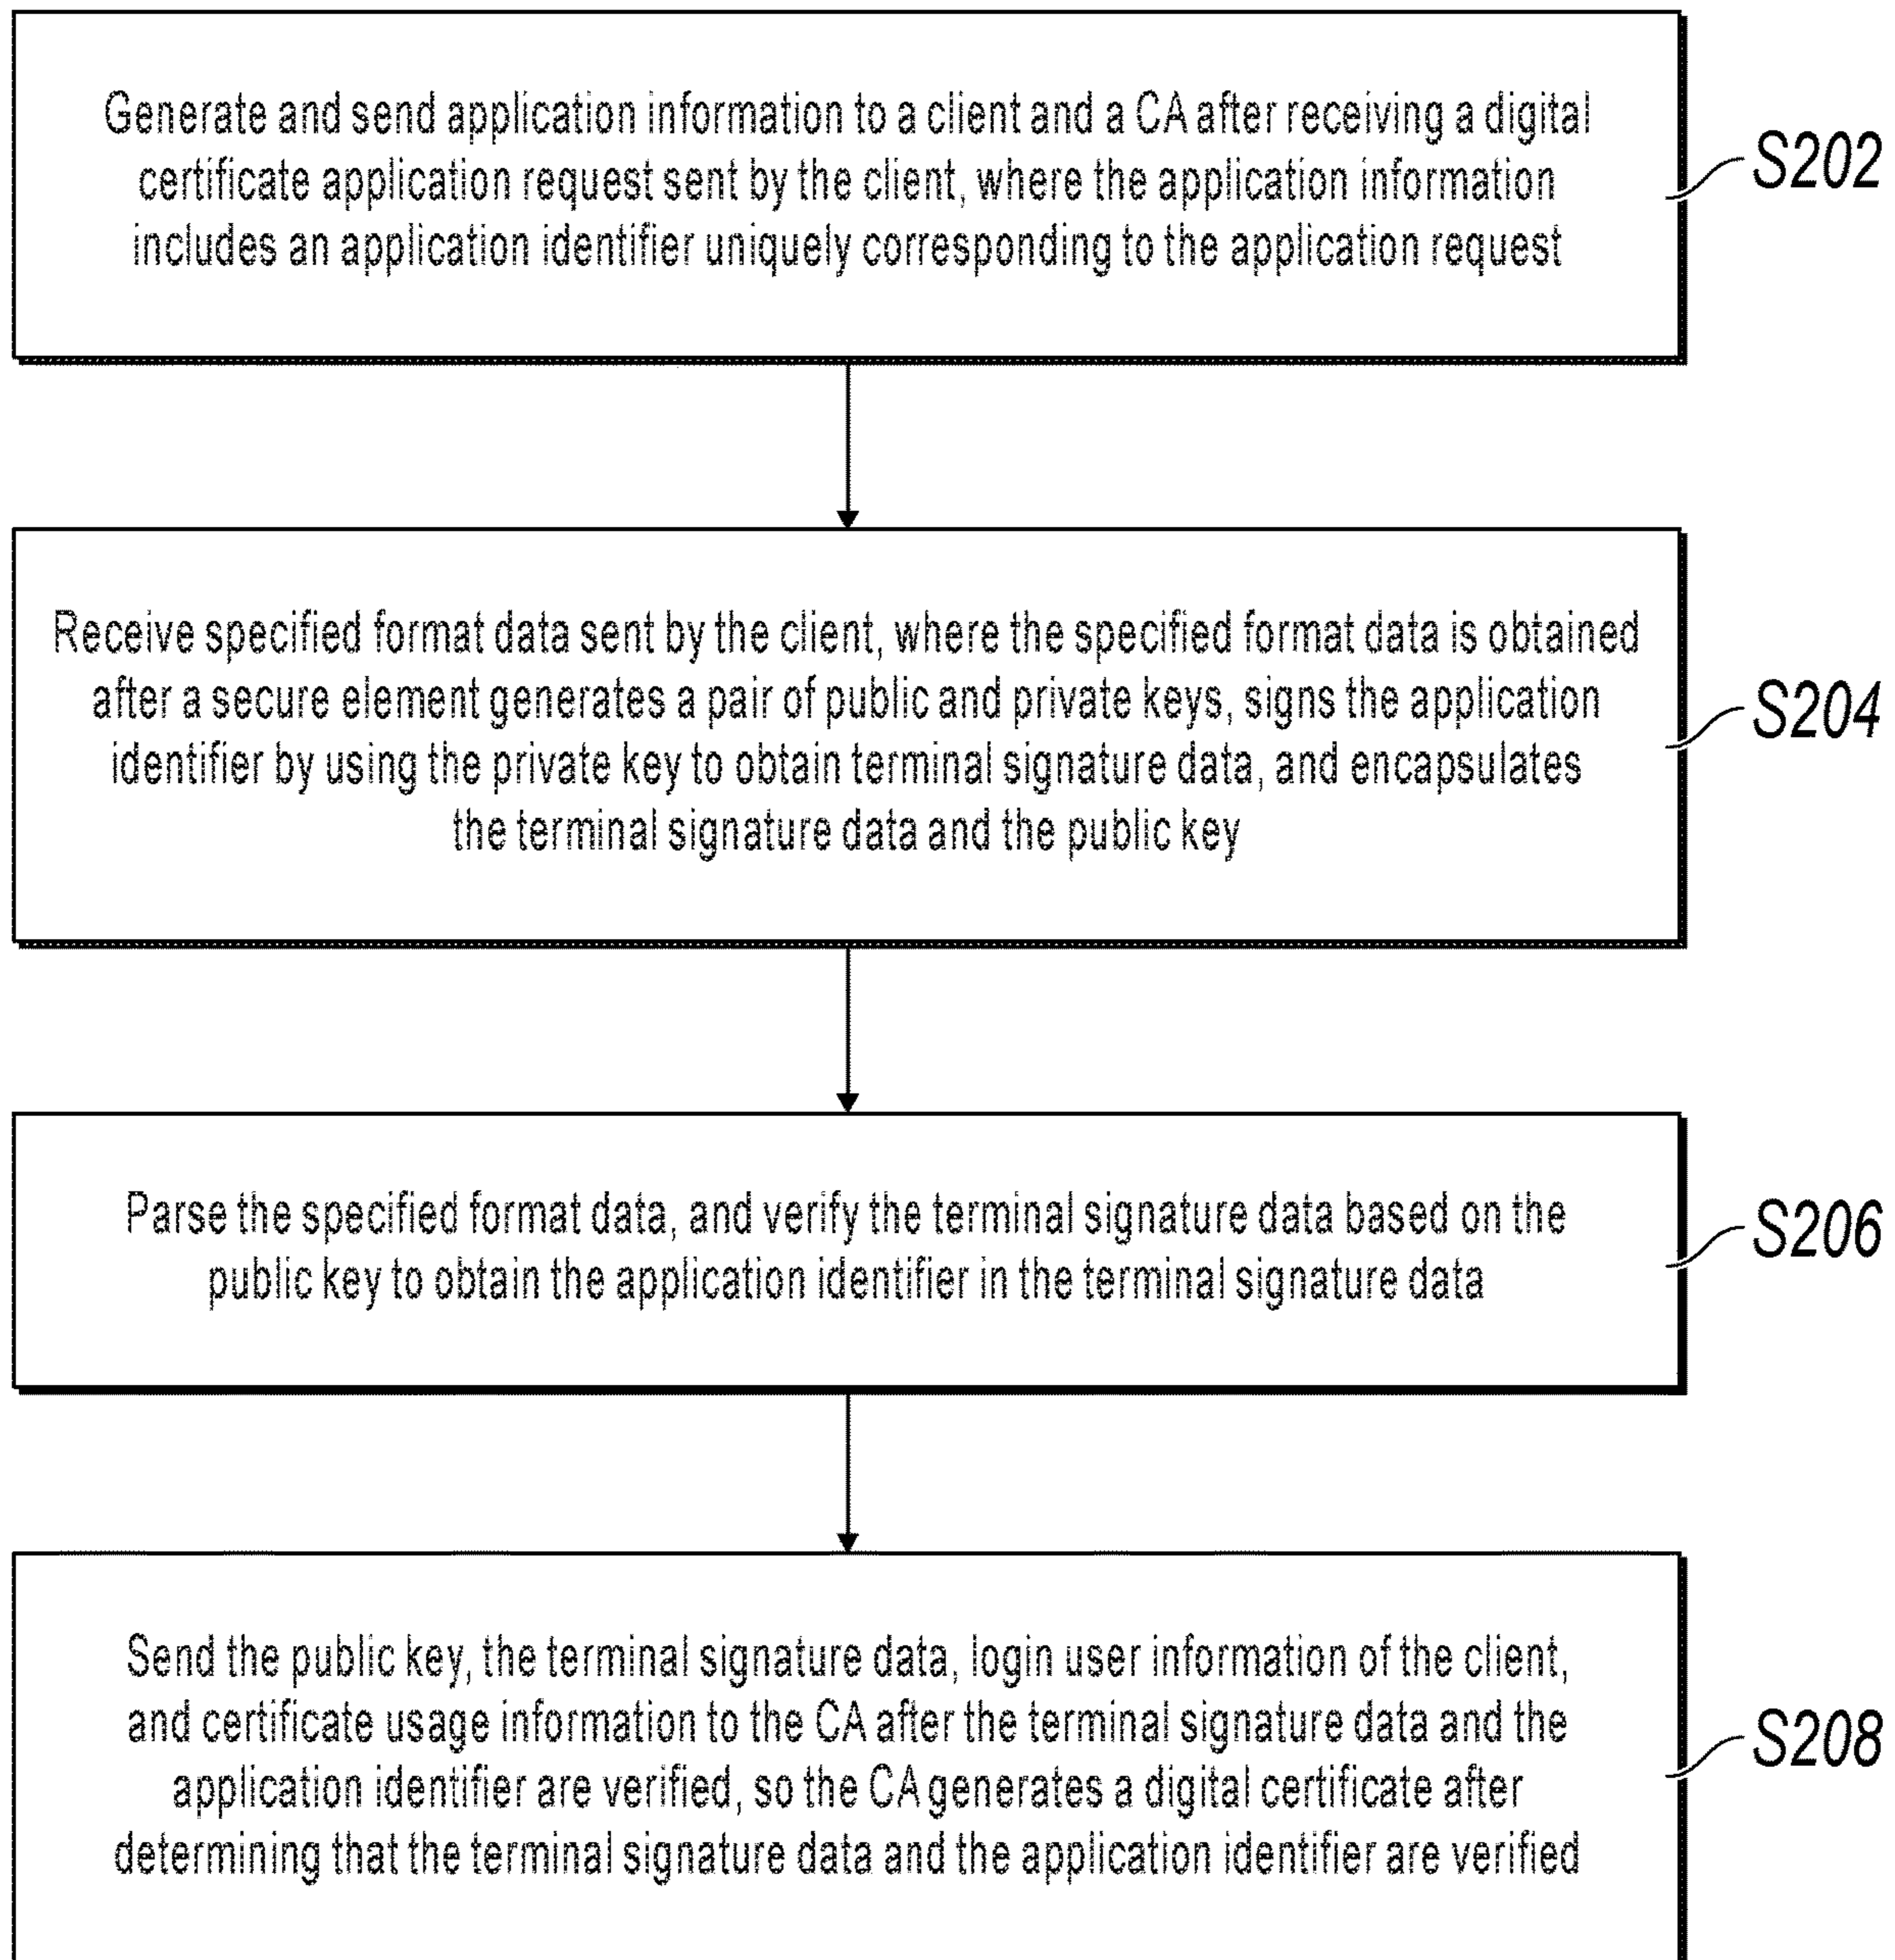 Generate and send application information to a client and a CA after receiving a digital
certificate application request sent by the client, where the application information
includes an application identifier uniquely corresponding to the application request
S202
Receive specified format data sent by the client, where the specified format data is obtained
after a secure element generates a pair of public and private keys, signs the application
identifier by using the private key to obtain terminal signature data, and encapsulates
the terminal signature data and the public key
S204
Parse the specified format data, and verify the terminal signature data based on the
public key to obtain the application identifier in the terminal signature data
S206
Send the public key, the terminal signature data, login user information of the client,
and certificate usage information to the CA after the terminal signature data and the
application identifier are verified, so the CA generates a digital certificate after
determining that the terminal signature data and the application identifier are verified
S208